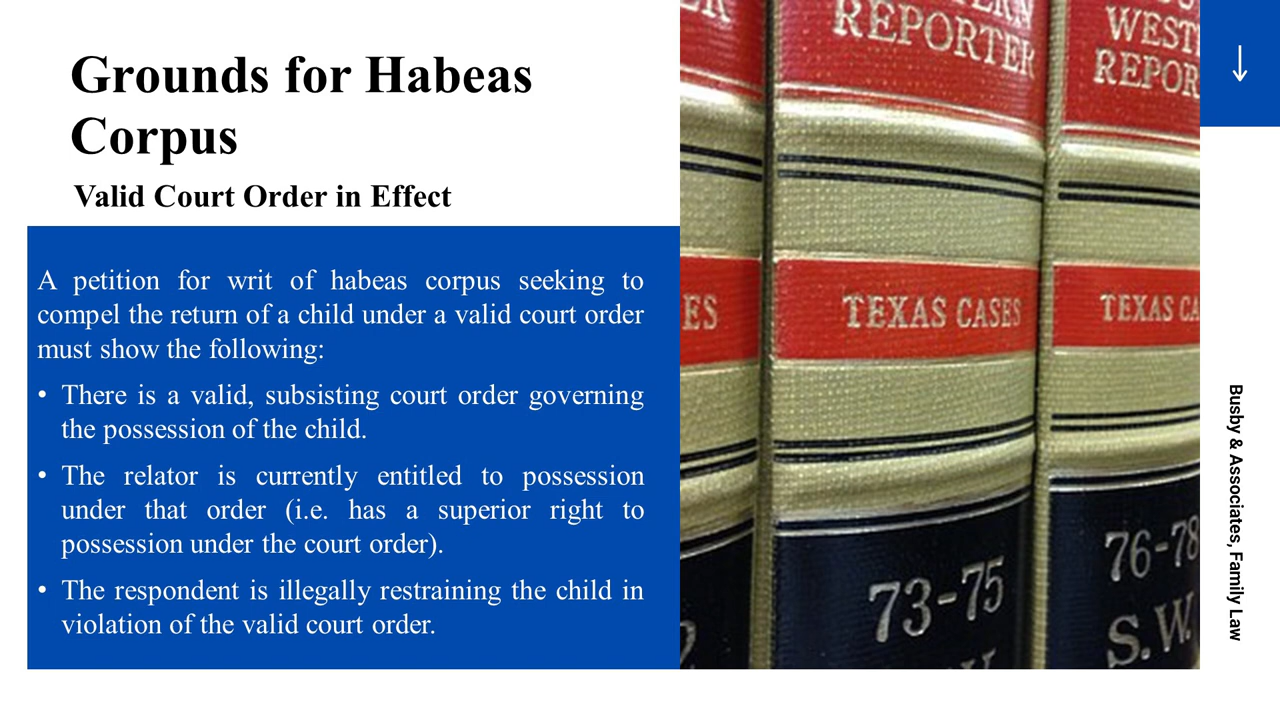 Grounds for Habeas
Corpus
Valid Court Order in Effect
A petition for writ of habeas corpus seeking to
compel the return of a child under a valid court order
must show the following:
• There is a valid, subsisting court order governing
the possession of the child.
• The relator is currently entitled to possession
under that order (i.e. has a superior right to
possession under the court order).
• The respondent is illegally restraining the child in
violation of the valid court order.
REPORTER
TEXAS CASES
73-75
WEST
REPOR
TEXAS CA
76-78
S.W.
ES
Busby & Associates, Family Law